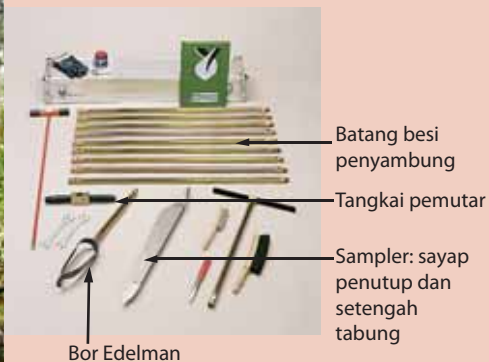 Batang besi
penyambung
Tangkai pemutar
Sampler: sayap
penutup dan
setengah
tabung
Bor Edelman